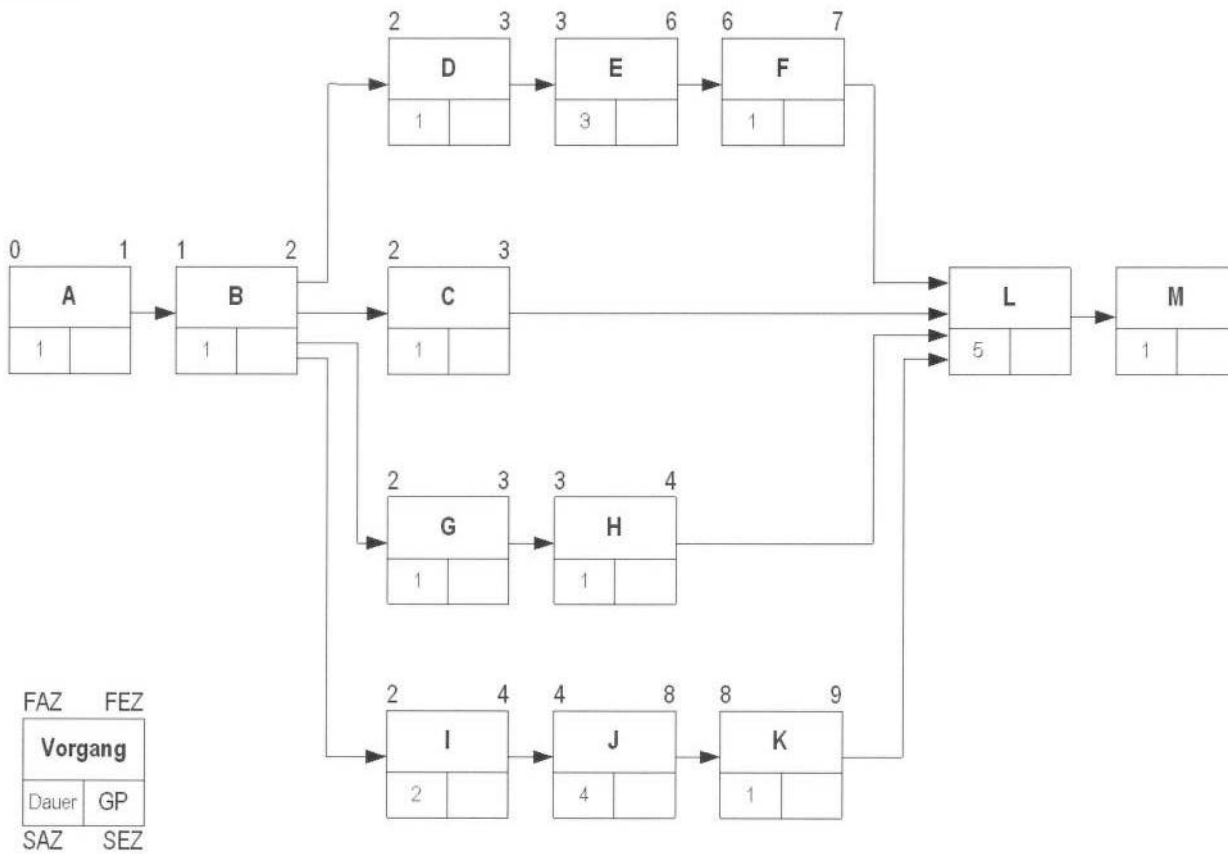 2 3 3 6 6 7
D E F
1 3 1
0 1 1 2 2 3
A B C L M
1 1 1 5 1
2 3 3 4
G H
1 1
2 4 4 8 8 9
I J K
2 4 1
FAZ FEZ
Vorgang
Dauer GP
SAZ SEZ